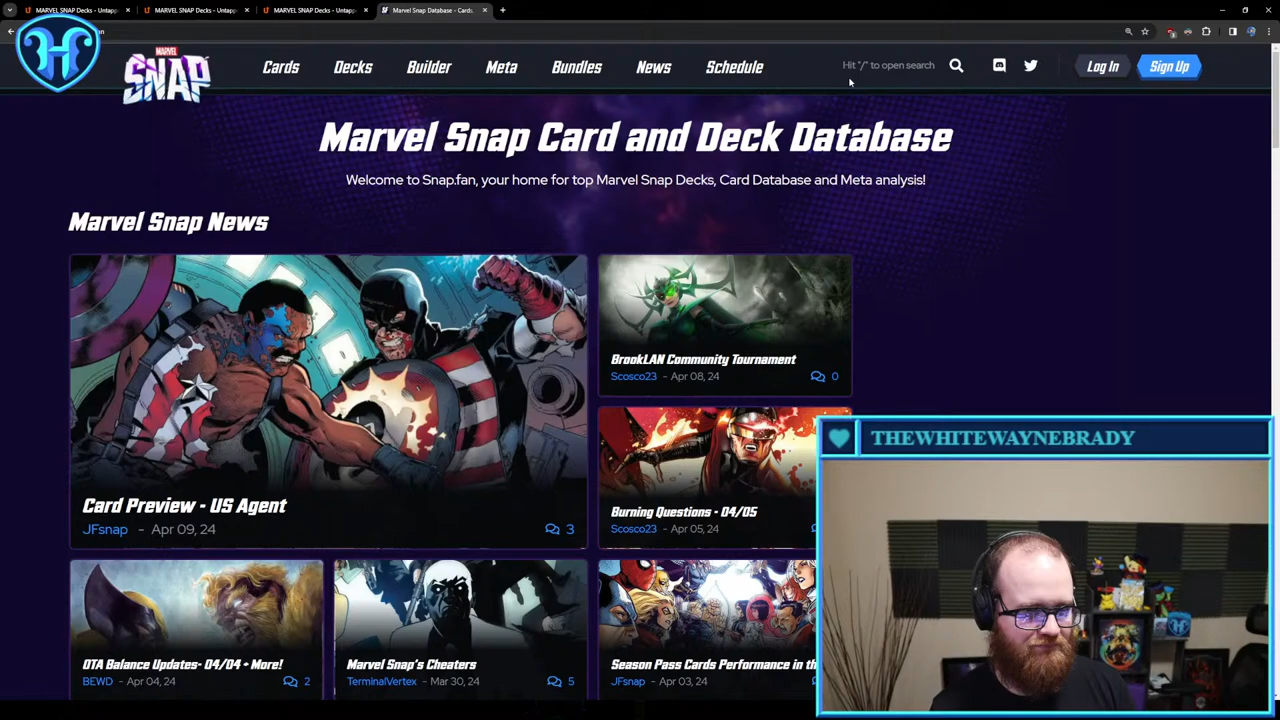 MARVEL SNAP Decks - Untapp
MARVEL SNAP Decks - Untapp
MARVEL SNAP Decks - Untapp
Marvel Snap Database - Cards,
MARVEL
SNAP
Cards
Decks
Builder
Meta
Bundles
News
Schedule
Hit "/" to open search
Log In
Sign Up
Marvel Snap Card and Deck Database
Welcome to Snap.fan, your home for top Marvel Snap Decks, Card Database and Meta analysis!
Marvel Snap News
Card Preview - US Agent
JFsnap - Apr 09, 24
3
BrookLAN Community Tournament
Scosco23 - Apr 08, 24
0
Burning Questions - 04/05
Scosco23 - Apr 05, 24
THEWHITEWAYNEBRADY
OTA Balance Updates- 04/04 + More!
BEWD - Apr 04, 24
2
Marvel Snap's Cheaters
TerminalVertex - Mar 30, 24
5
Season Pass Cards Performance in th
JFsnap - Apr 03, 24